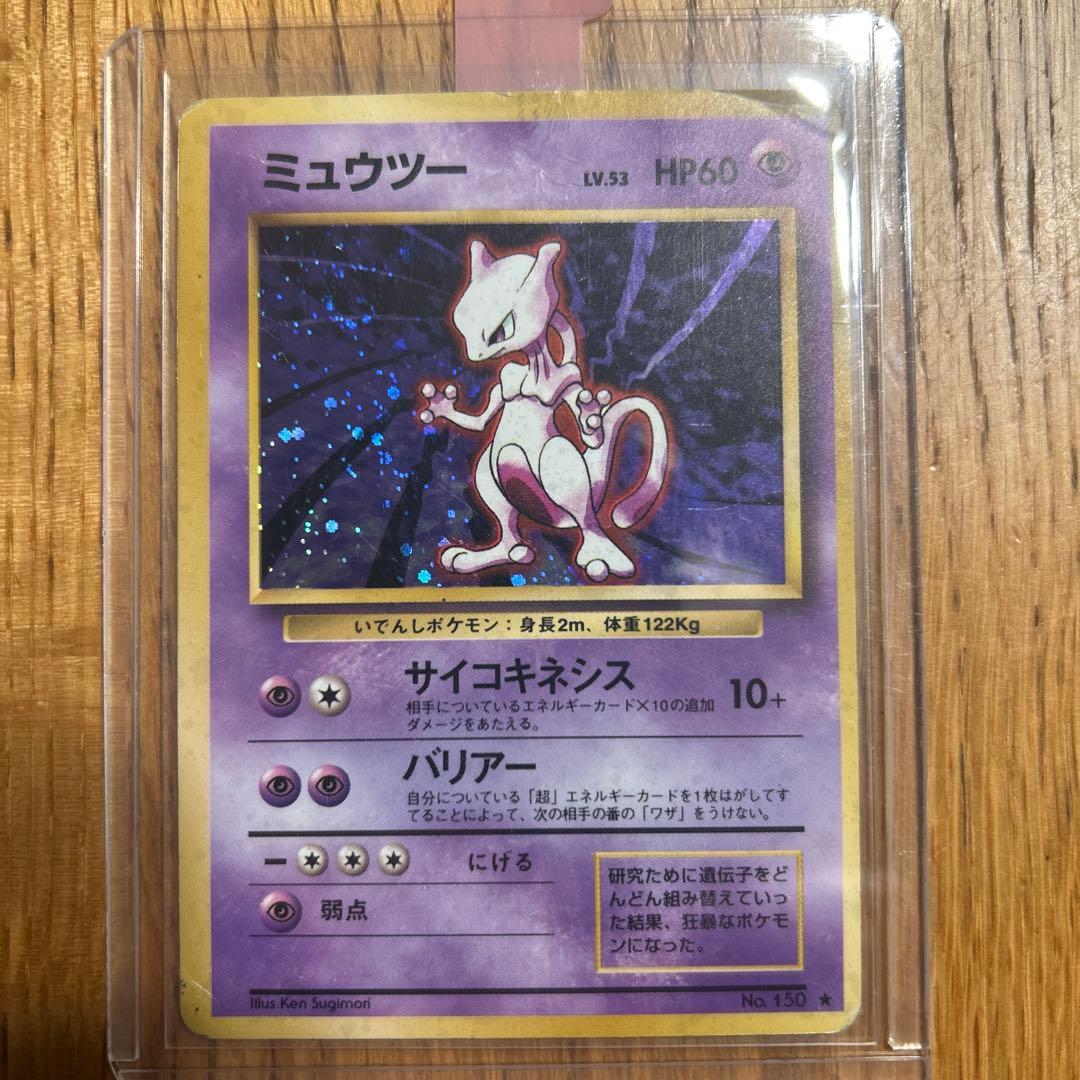 ミュウツー LV.53 HP60
いでんしポケモン：身長2m、体重122Kg
サイコキネシス 10+
相手についているエネルギーカード×10の追加
ダメージをあたえる。
バリアー
自分についている「超」エネルギーカードを1枚はがしてす
てることによって、次の相手の番の「ワザ」をうけない。
にげる
弱点
研究ために遺伝子をど
んどん組み替えていっ
た結果、狂暴なポケモ
ンになった。
Illus.Ken Sugimori No. 150 ★